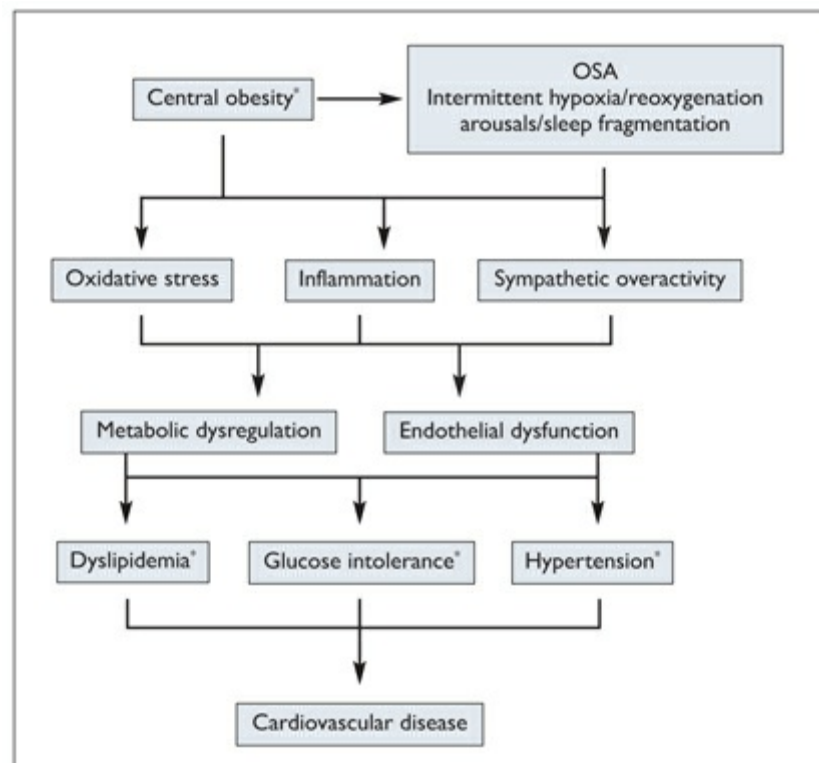 Central obesity*
OSA
Intermittent hypoxia/reoxygenation
arousals/sleep fragmentation
Oxidative stress
Inflammation
Sympathetic overactivity
Metabolic dysregulation
Endothelial dysfunction
Dyslipidemia*
Glucose intolerance*
Hypertension*
Cardiovascular disease